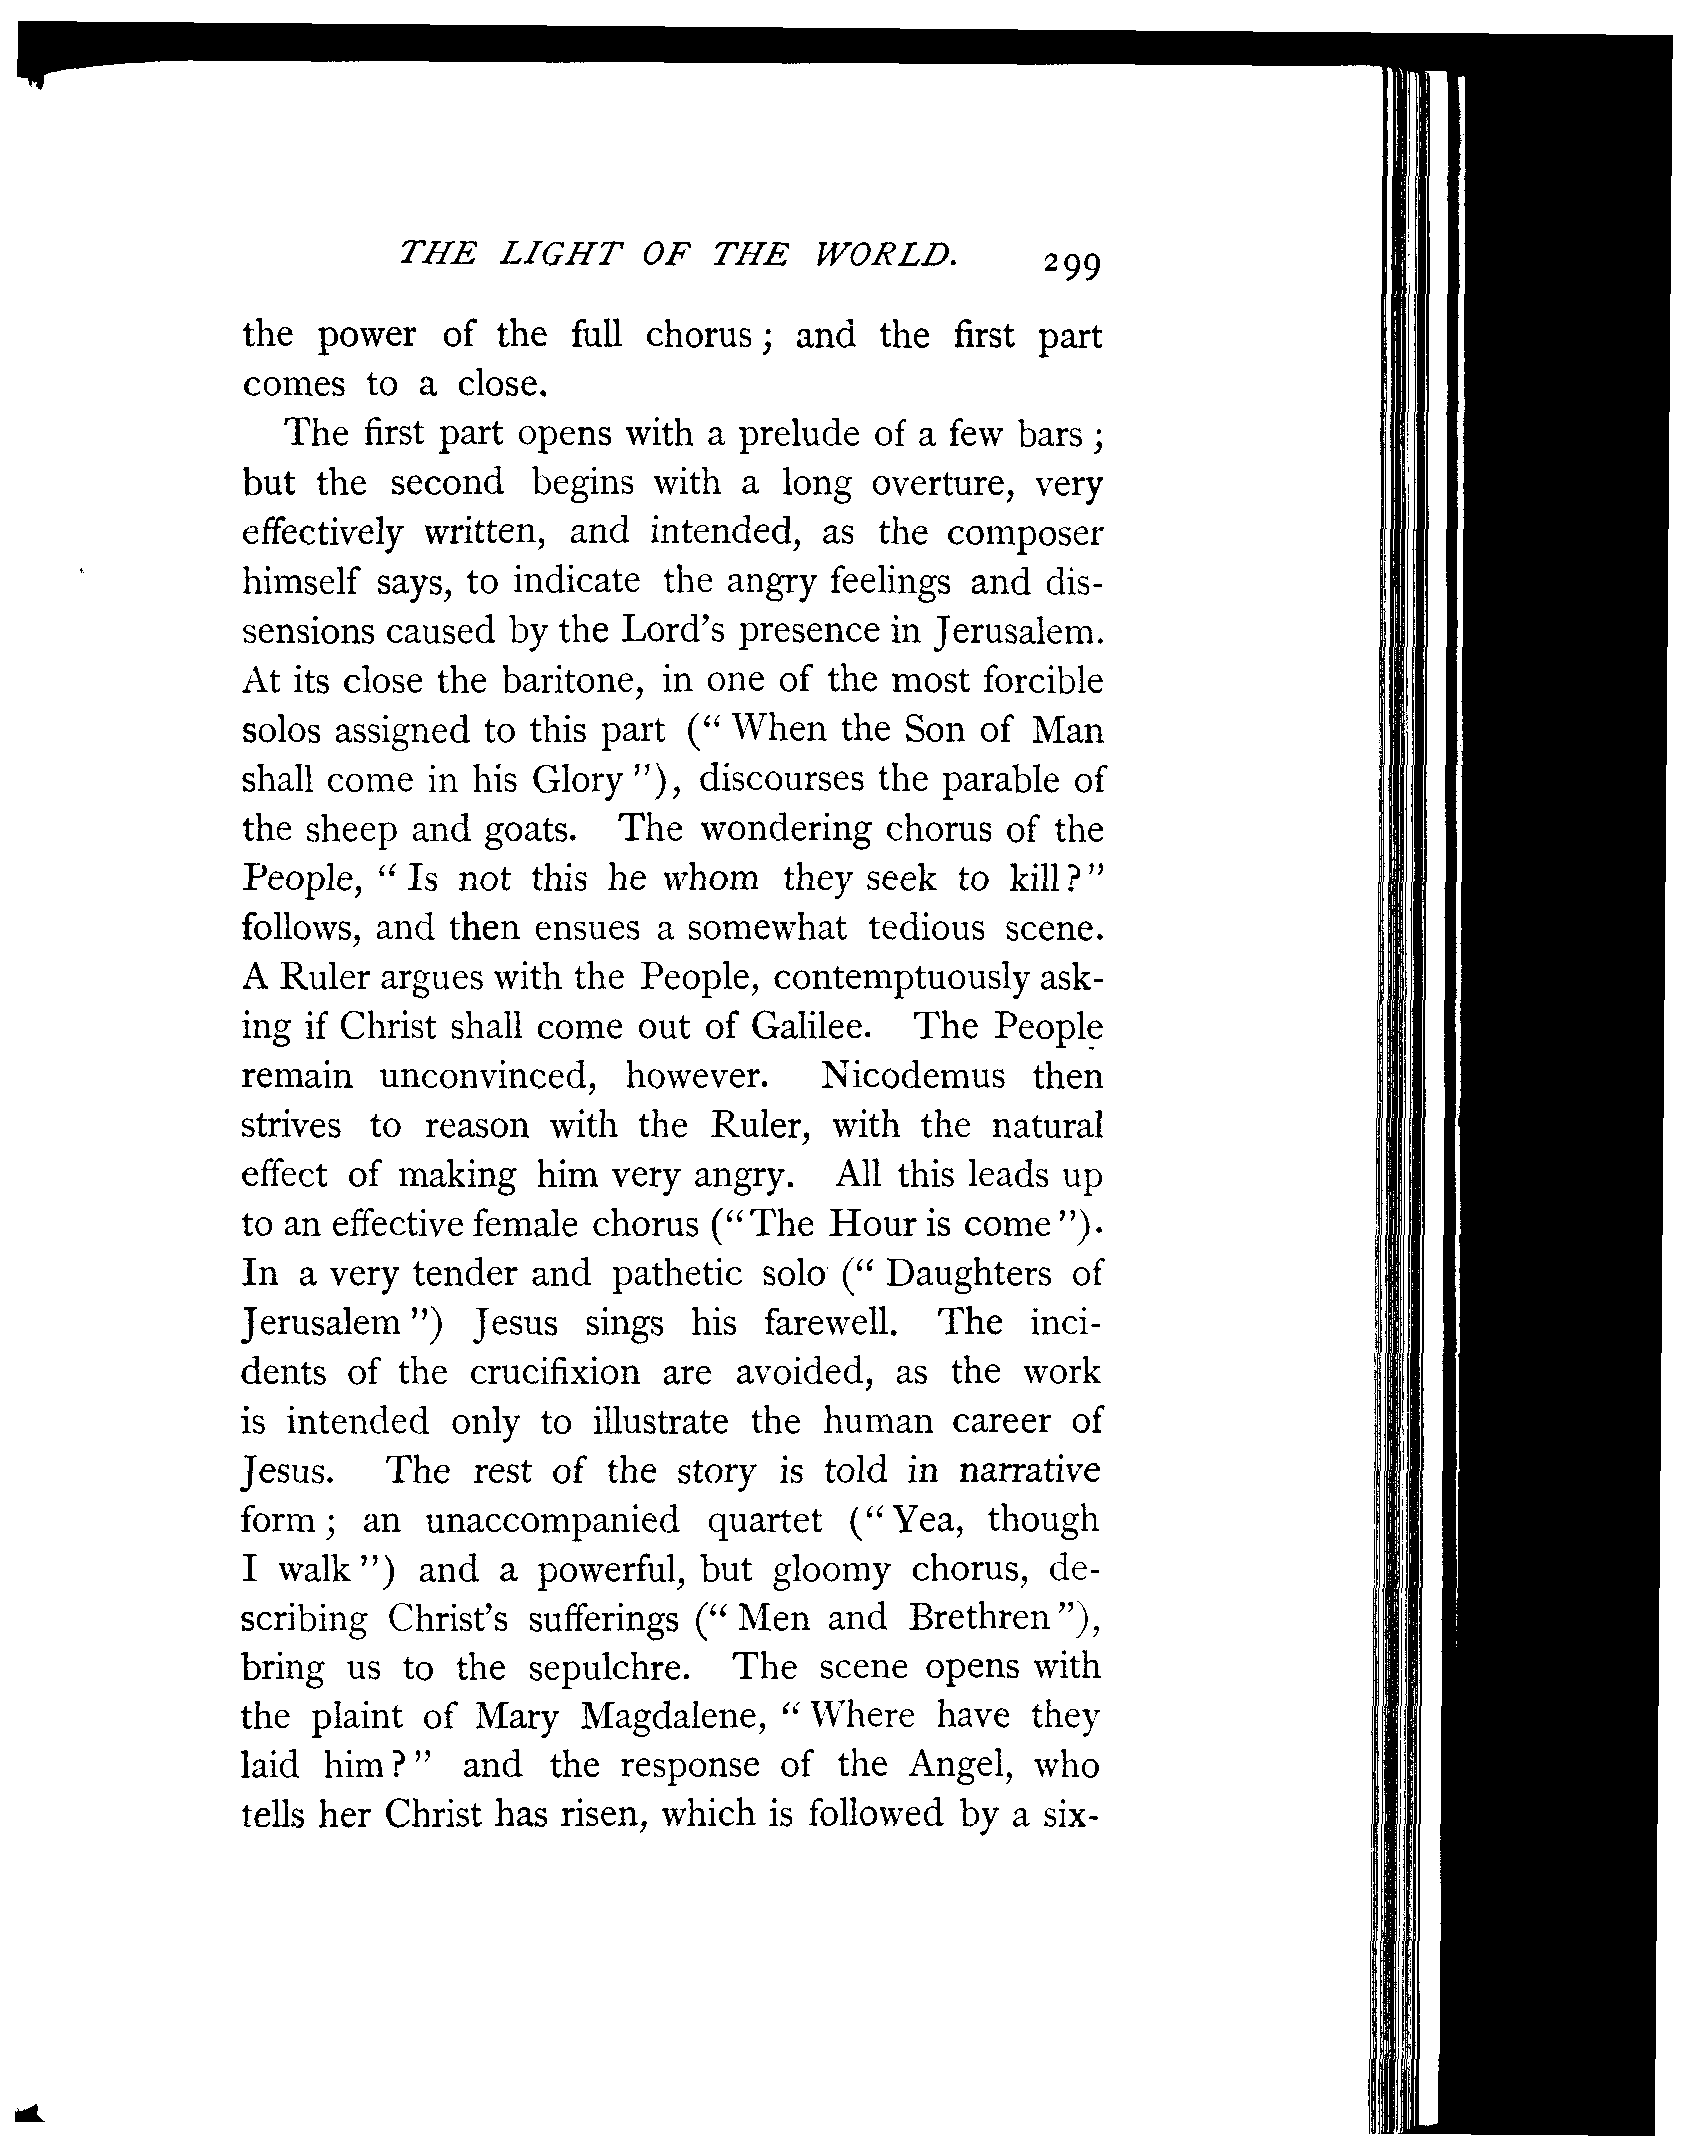 THE LIGHT OF THE WORLD. 299
the power of the full chorus; and the first part
comes to a close.
The first part opens with a prelude of a few bars;
but the second begins with a long overture, very
effectively written, and intended, as the composer
himself says, to indicate the angry feelings and dis-
sensions caused by the Lord's presence in Jerusalem.
At its close the baritone, in one of the most forcible
solos assigned to this part ("When the Son of Man
shall come in his Glory"), discourses the parable of
the sheep and goats. The wondering chorus of the
People, "Is not this he whom they seek to kill?"
follows, and then ensues a somewhat tedious scene.
A Ruler argues with the People, contemptuously ask-
ing if Christ shall come out of Galilee. The People
remain unconvinced, however. Nicodemus then
strives to reason with the Ruler, with the natural
effect of making him very angry. All this leads up
to an effective female chorus ("The Hour is come").
In a very tender and pathetic solo ("Daughters of
Jerusalem") Jesus sings his farewell. The inci-
dents of the crucifixion are avoided, as the work
is intended only to illustrate the human career of
Jesus. The rest of the story is told in narrative
form; an unaccompanied quartet ("Yea, though
I walk") and a powerful, but gloomy chorus, de-
scribing Christ's sufferings ("Men and Brethren"),
bring us to the sepulchre. The scene opens with
the plaint of Mary Magdalene, "Where have they
laid him?" and the response of the Angel, who
tells her Christ has risen, which is followed by a six-